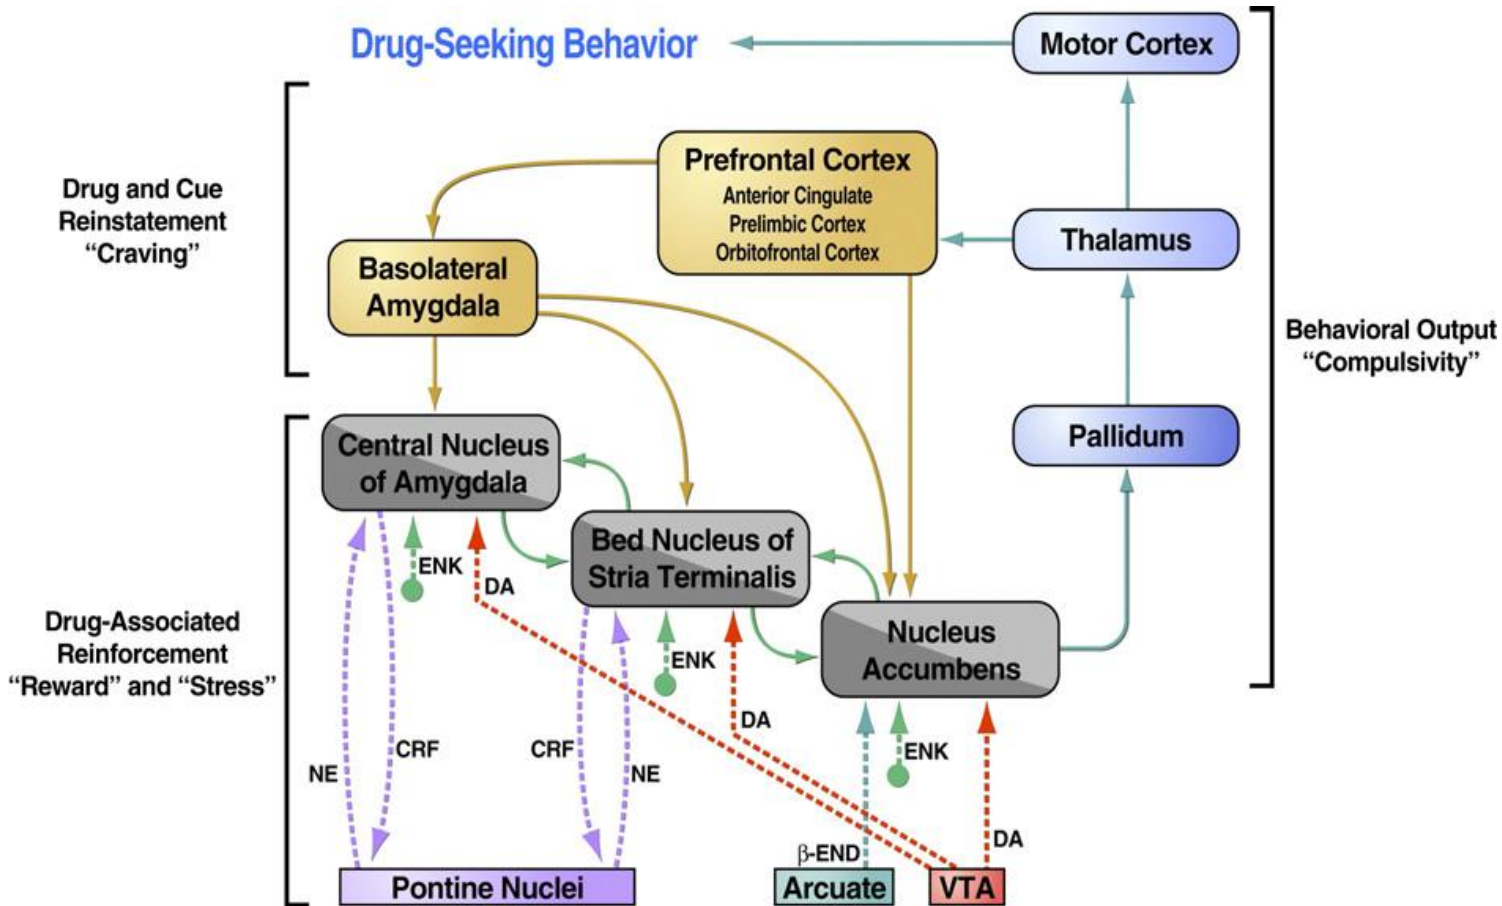 Drug-Seeking Behavior
Motor Cortex
Drug and Cue
Reinstatement
“Craving”
Prefrontal Cortex
Anterior Cingulate
Prelimbic Cortex
Orbitofrontal Cortex
Thalamus
Basolateral
Amygdala
Behavioral Output
“Compulsivity”
Pallidum
Central Nucleus
of Amygdala
Bed Nucleus of
Stria Terminalis
ENK
DA
Drug-Associated
Reinforcement
“Reward” and “Stress”
Nucleus
Accumbens
ENK
DA
NE
CRF
CRF
NE
ENK
β-END
DA
Pontine Nuclei
Arcuate
VTA